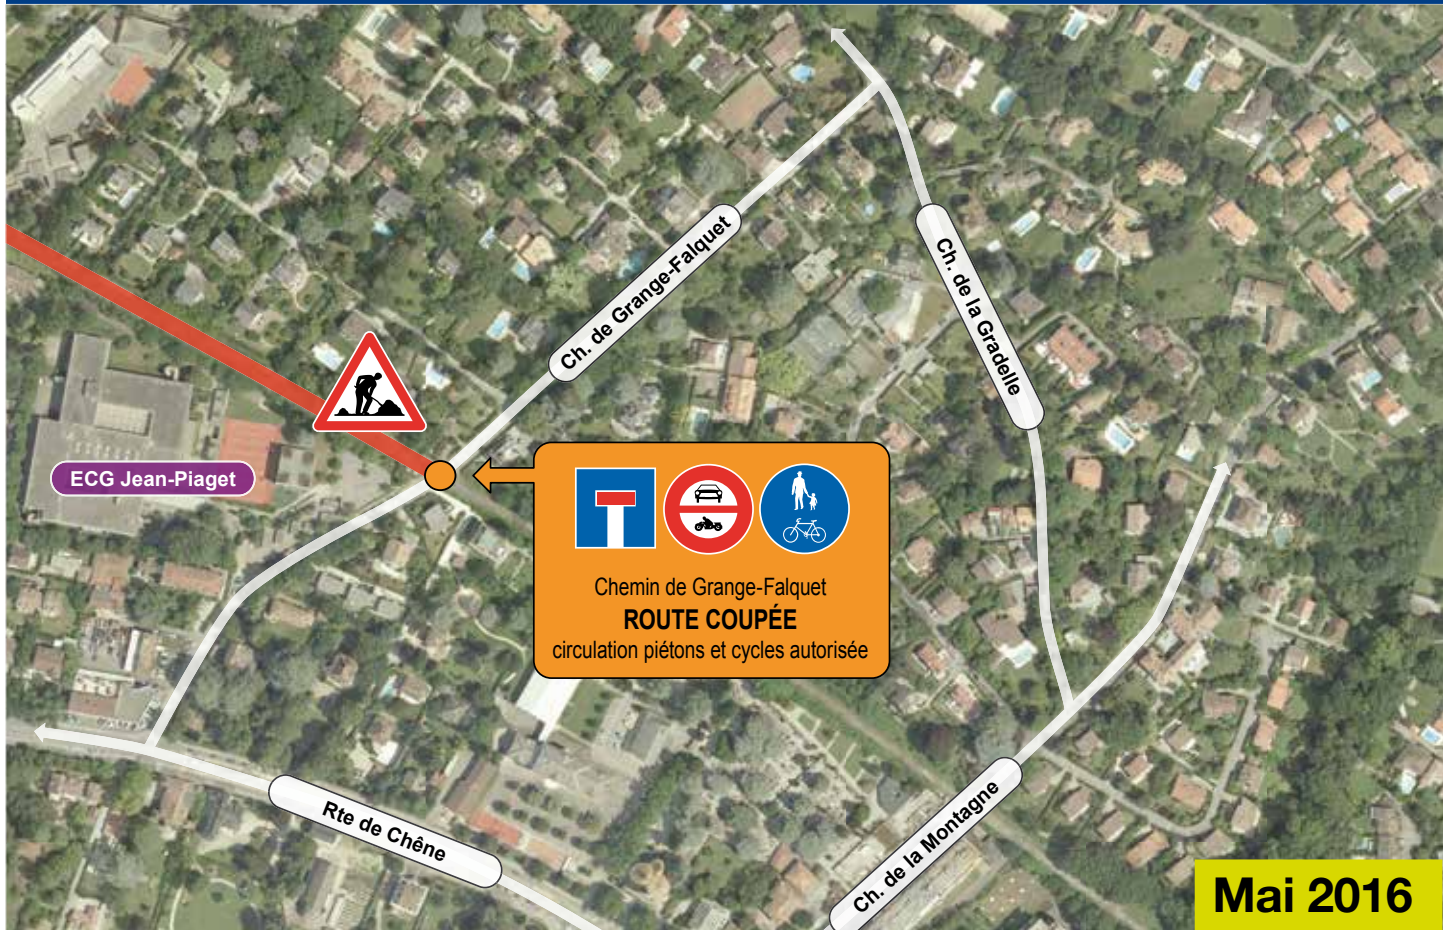 Ch. de Grange-Falquet
Ch. de la Gradelle
ECG Jean-Piaget
Chemin de Grange-Falquet
ROUTE COUPÉE
circulation piétons et cycles autorisée
Rte de Chêne
Ch. de la Montagne
Mai 2016